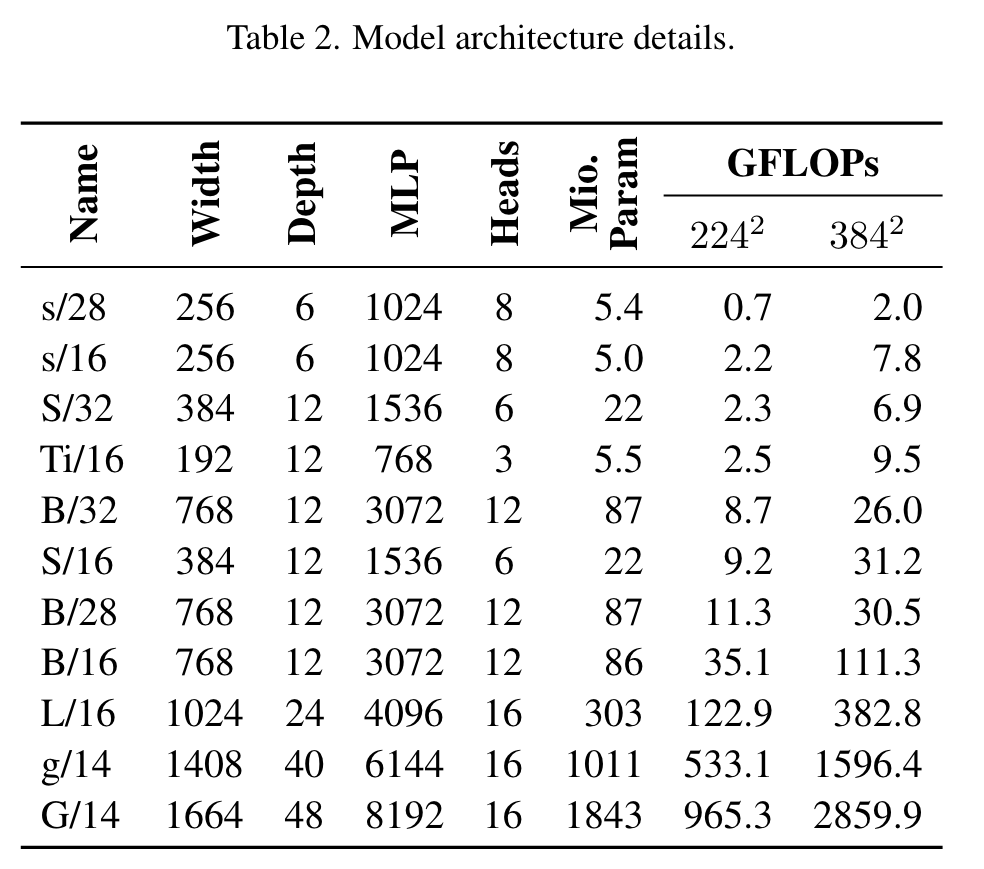 Table 2. Model architecture details.
Name Width Depth MLP Heads Mio. Param GFLOPs
224² 384²
s/28 256 6 1024 8 5.4 0.7 2.0
s/16 256 6 1024 8 5.0 2.2 7.8
S/32 384 12 1536 6 22 2.3 6.9
Ti/16 192 12 768 3 5.5 2.5 9.5
B/32 768 12 3072 12 87 8.7 26.0
S/16 384 12 1536 6 22 9.2 31.2
B/28 768 12 3072 12 87 11.3 30.5
B/16 768 12 3072 12 86 35.1 111.3
L/16 1024 24 4096 16 303 122.9 382.8
g/14 1408 40 6144 16 1011 533.1 1596.4
G/14 1664 48 8192 16 1843 965.3 2859.9